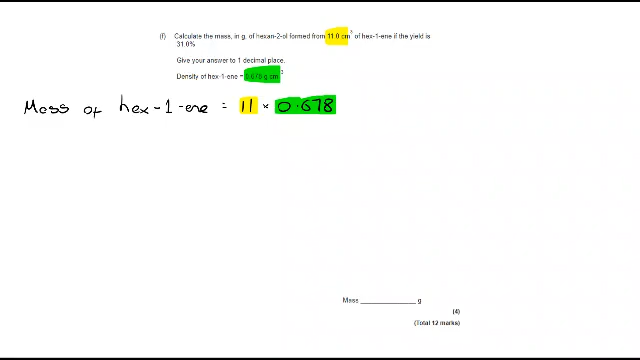 (f) Calculate the mass, in g, of hexan-2-ol formed from 11.0 cm³ of hex-1-ene if the yield is
31.0%
Give your answer to 1 decimal place.
Density of hex-1-ene = 0.678 g cm⁻³
Mass of hex-1-ene = 11 × 0.678
Mass ____________ g
(4)
(Total 12 marks)